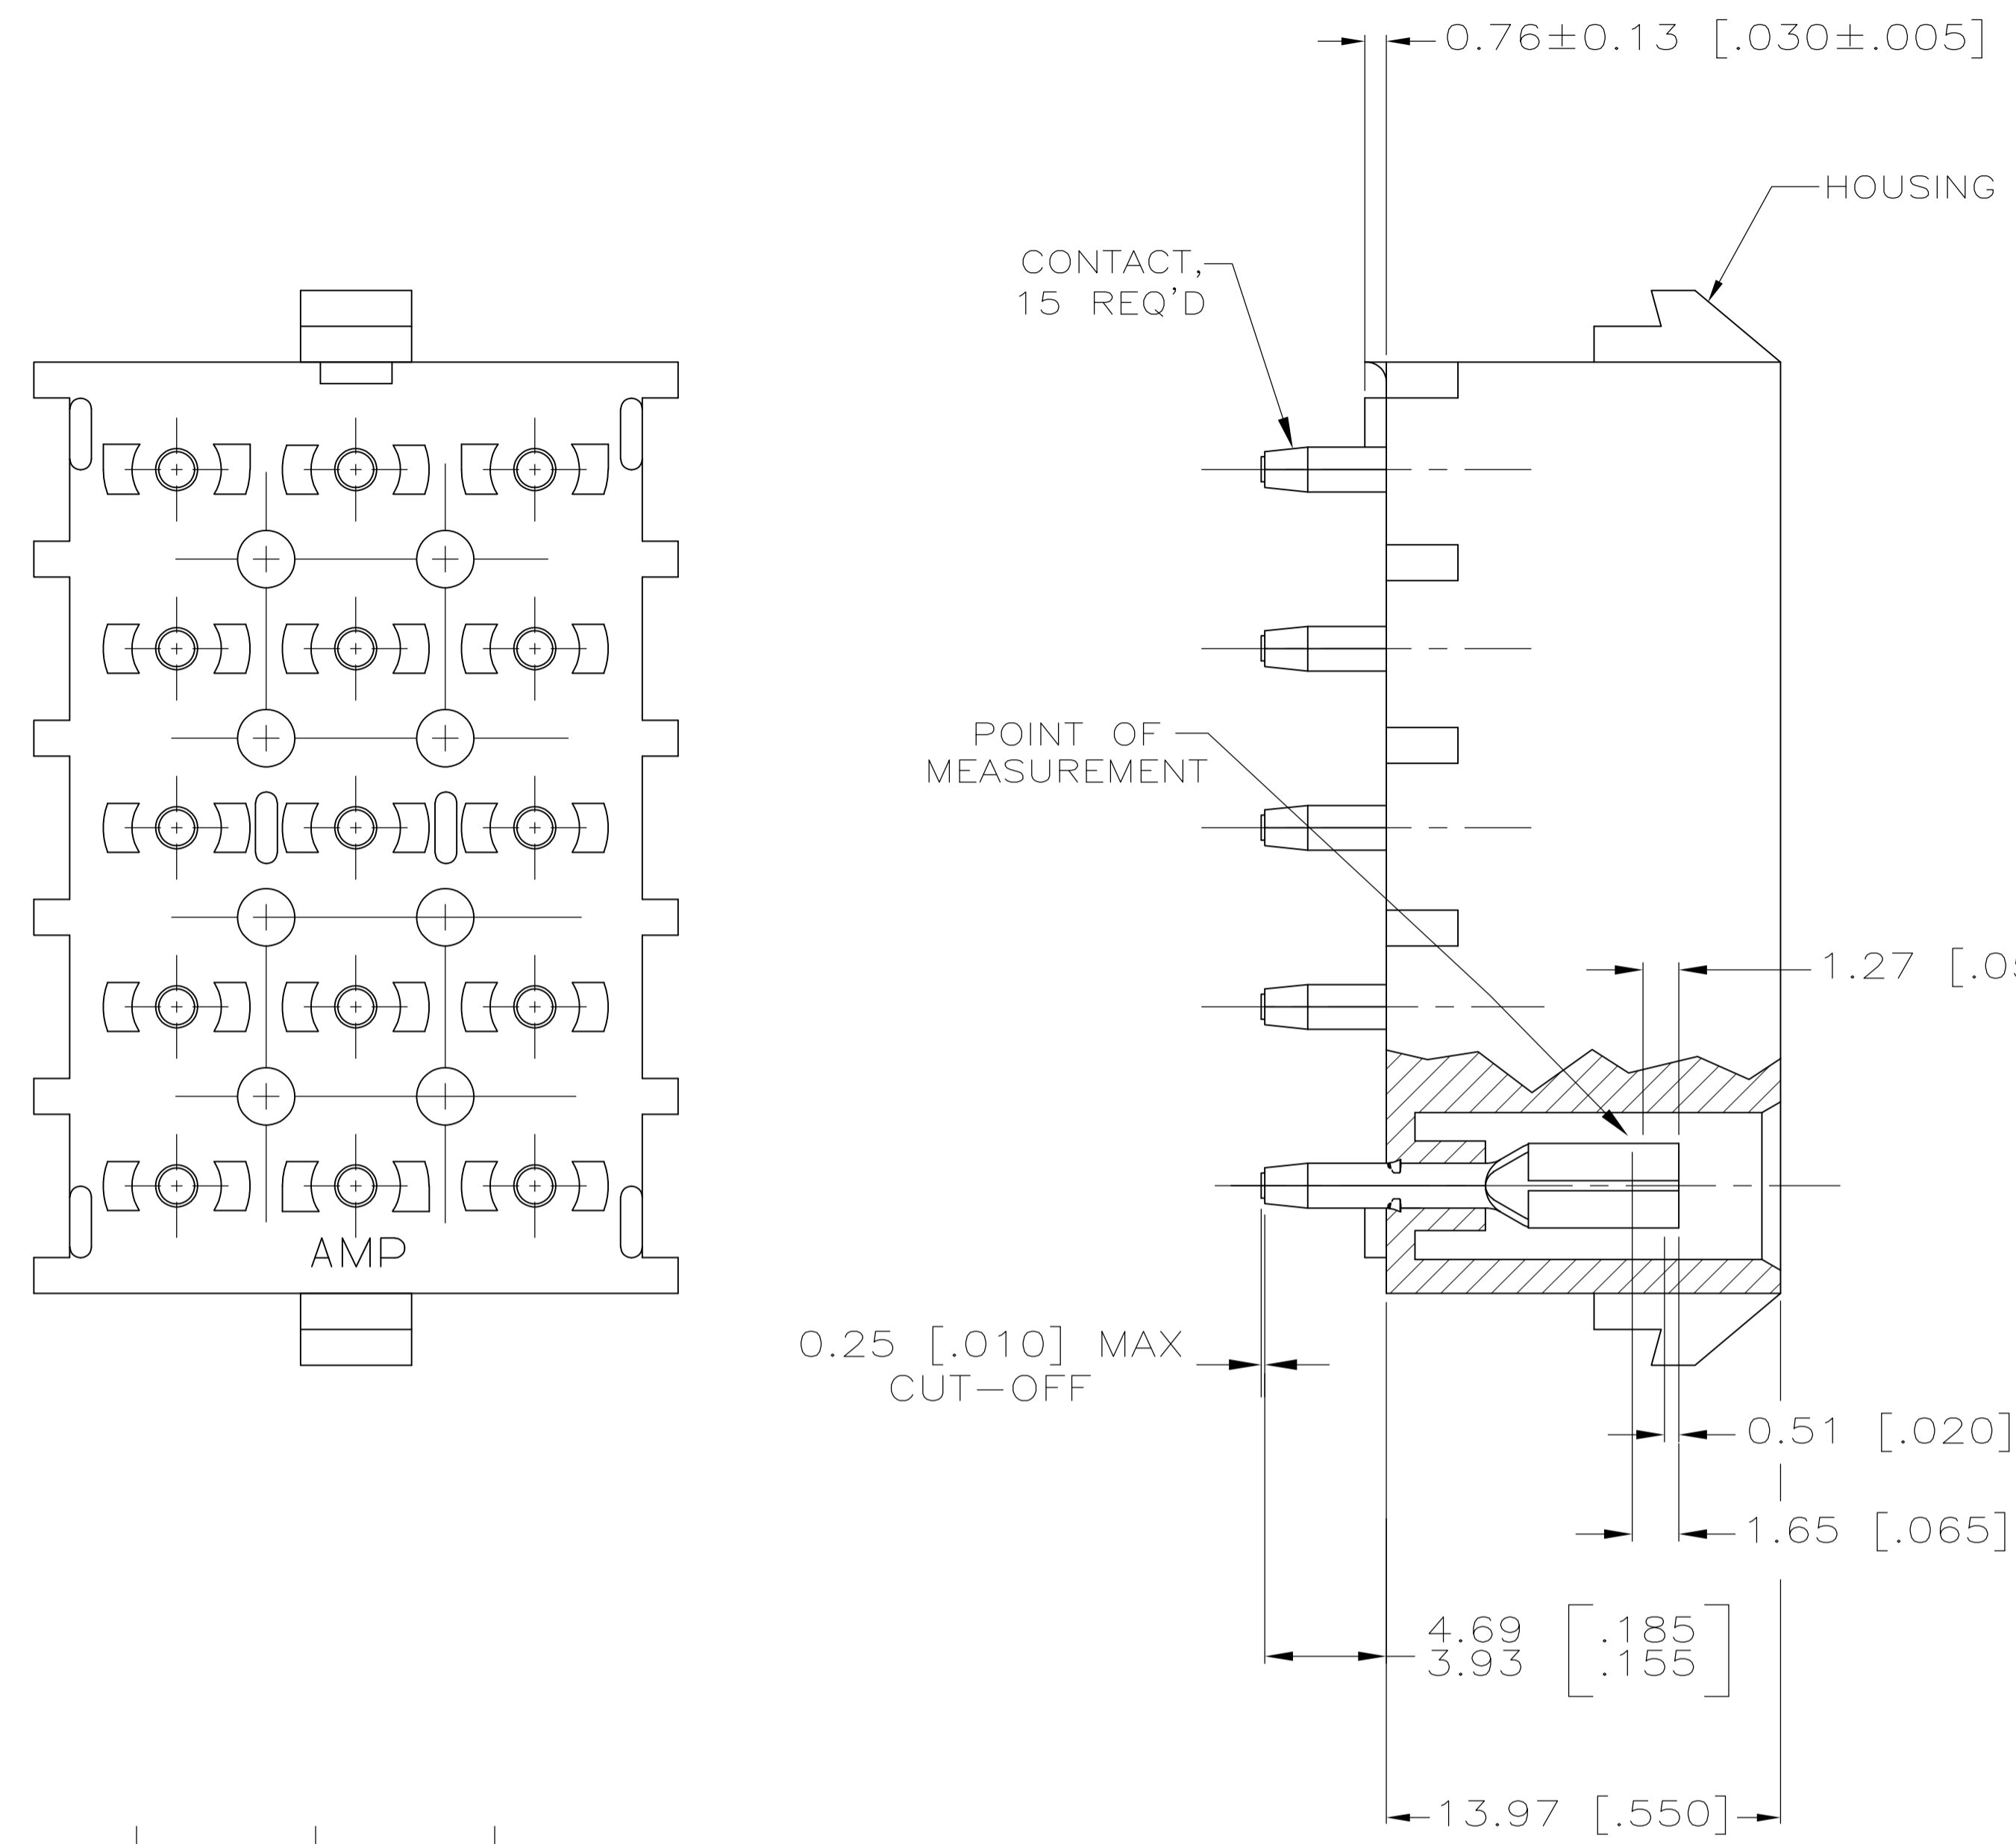 0.76±0.13 [.030±.005]
HOUSING
CONTACT,
15 REQ'D
POINT OF
MEASUREMENT
1.27
AMP
0.25 [.010] MAX
CUT-OFF
0.51 [.020]
1.65 [.065]
4.69 [.185
3.93 .155]
13.97 [.550]